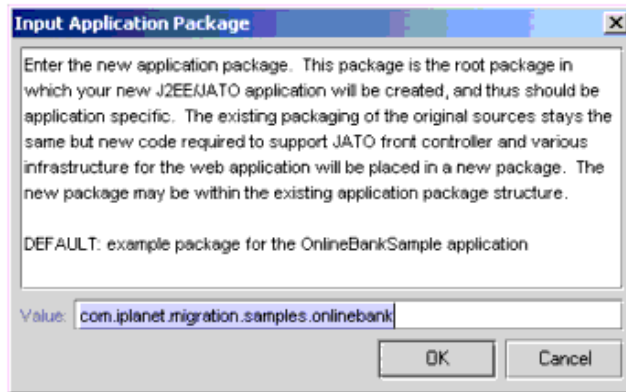 Input Application Package
Enter the new application package. This package is the root package in
which your new J2EE/JATO application will be created, and thus should be
application specific. The existing packaging of the original sources stays the
same but new code required to support JATO front controller and various
infrastructure for the web application will be placed in a new package. The
new package may be within the existing application package structure.
DEFAULT: example package for the OnlineBankSample application
Value: com.iplanet.migration.samples.onlinebank
OK Cancel